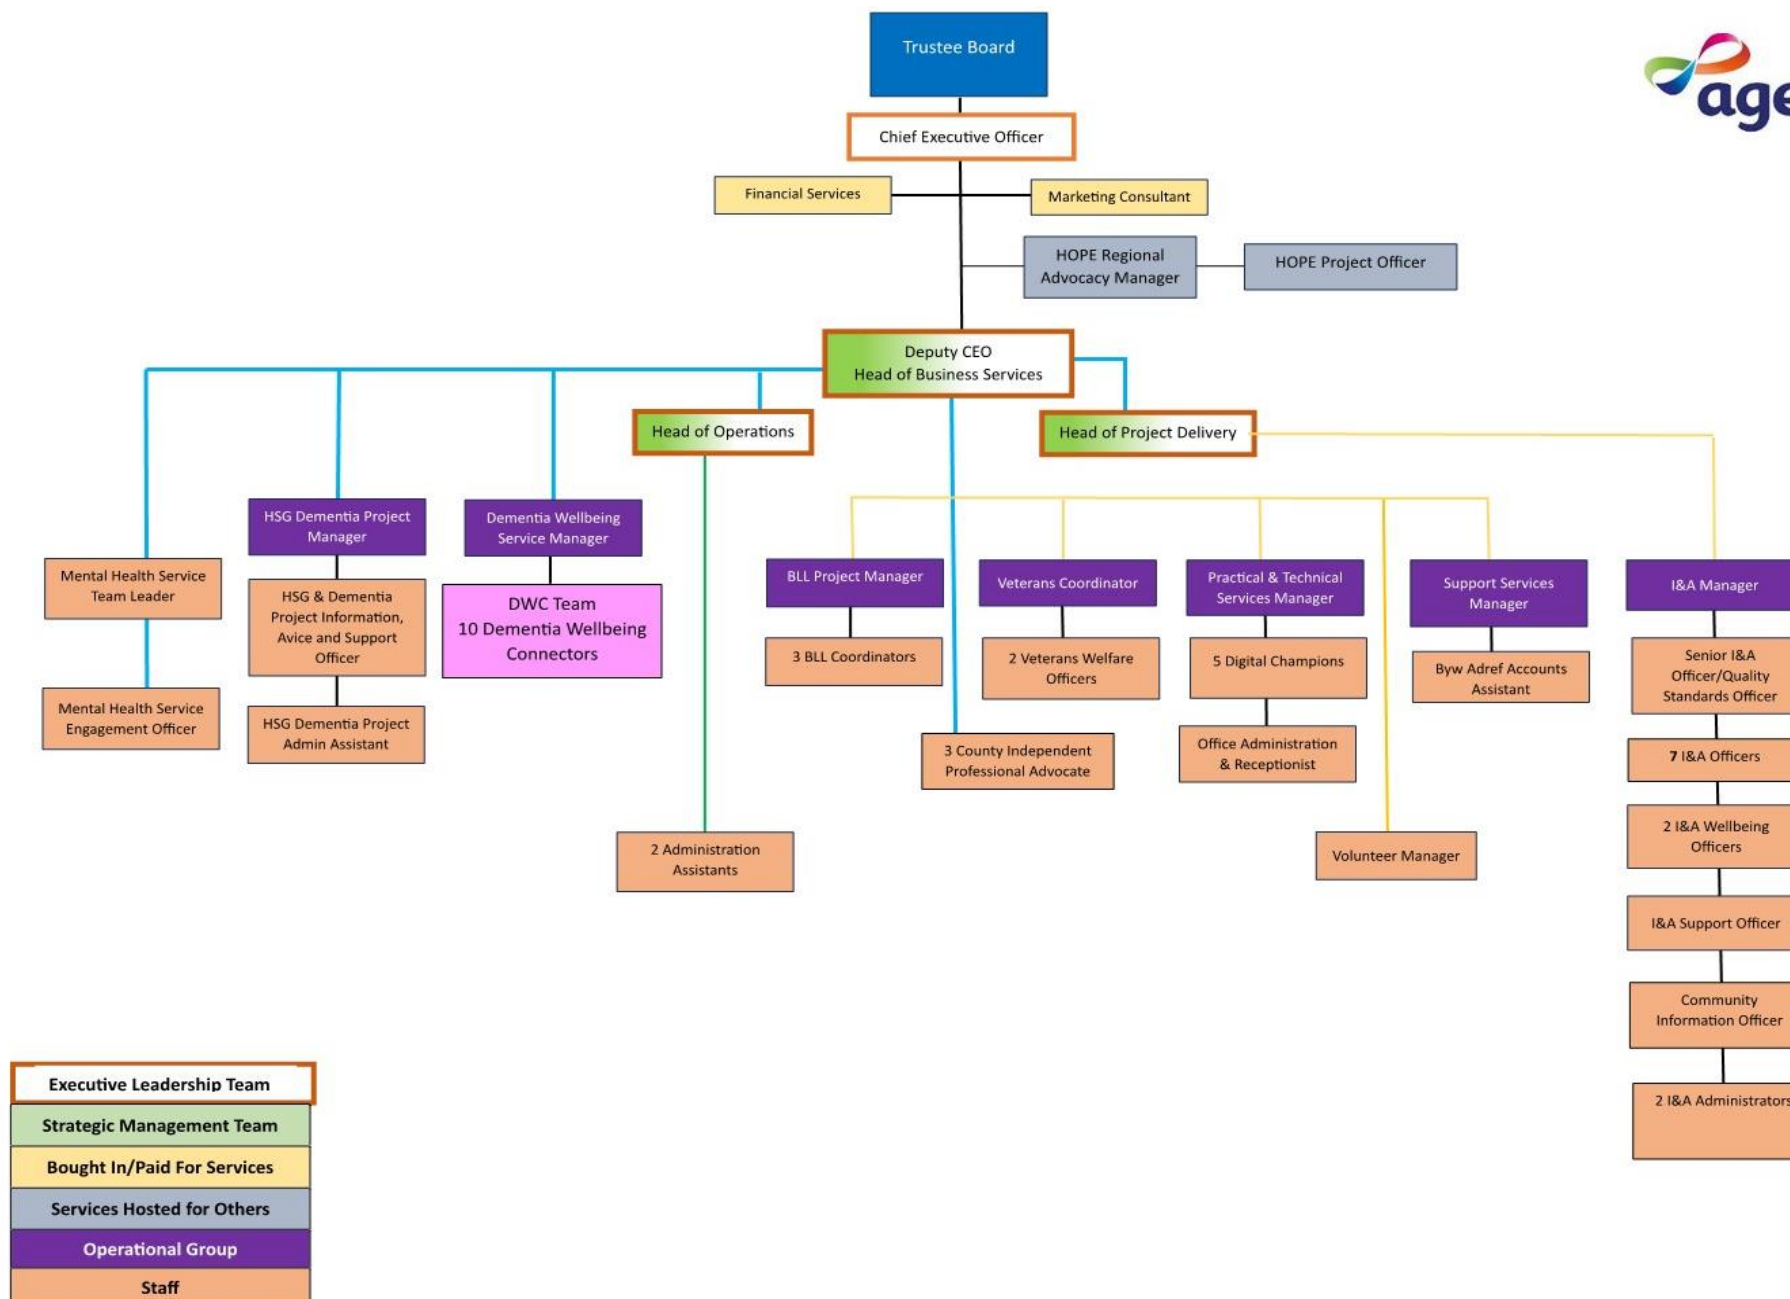 Trustee Board
age
Chief Executive Officer
Financial Services
Marketing Consultant
HOPE Regional
Advocacy Manager
HOPE Project Officer
Deputy CEO
Head of Business Services
Head of Operations
Head of Project Delivery
HSG Dementia Project
Manager
Dementia Wellbeing
Service Manager
Mental Health Service
Team Leader
HSG & Dementia
Project Information,
Avice and Support
Officer
DWC Team
10 Dementia Wellbeing
Connectors
BLL Project Manager
Veterans Coordinator
Practical & Technical
Services Manager
Support Services
Manager
I&A Manager
3 BLL Coordinators
2 Veterans Welfare
Officers
5 Digital Champions
Byw Adref Accounts
Assistant
Senior I&A
Officer/Quality
Standards Officer
Mental Health Service
Engagement Officer
HSG Dementia Project
Admin Assistant
3 County Independent
Professional Advocate
Office Administration
& Receptionist
7 I&A Officers
2 Administration
Assistants
Volunteer Manager
2 I&A Wellbeing
Officers
I&A Support Officer
Community
Information Officer
2 I&A Administrators
Executive Leadership Team
Strategic Management Team
Bought In/Paid For Services
Services Hosted for Others
Operational Group
Staff